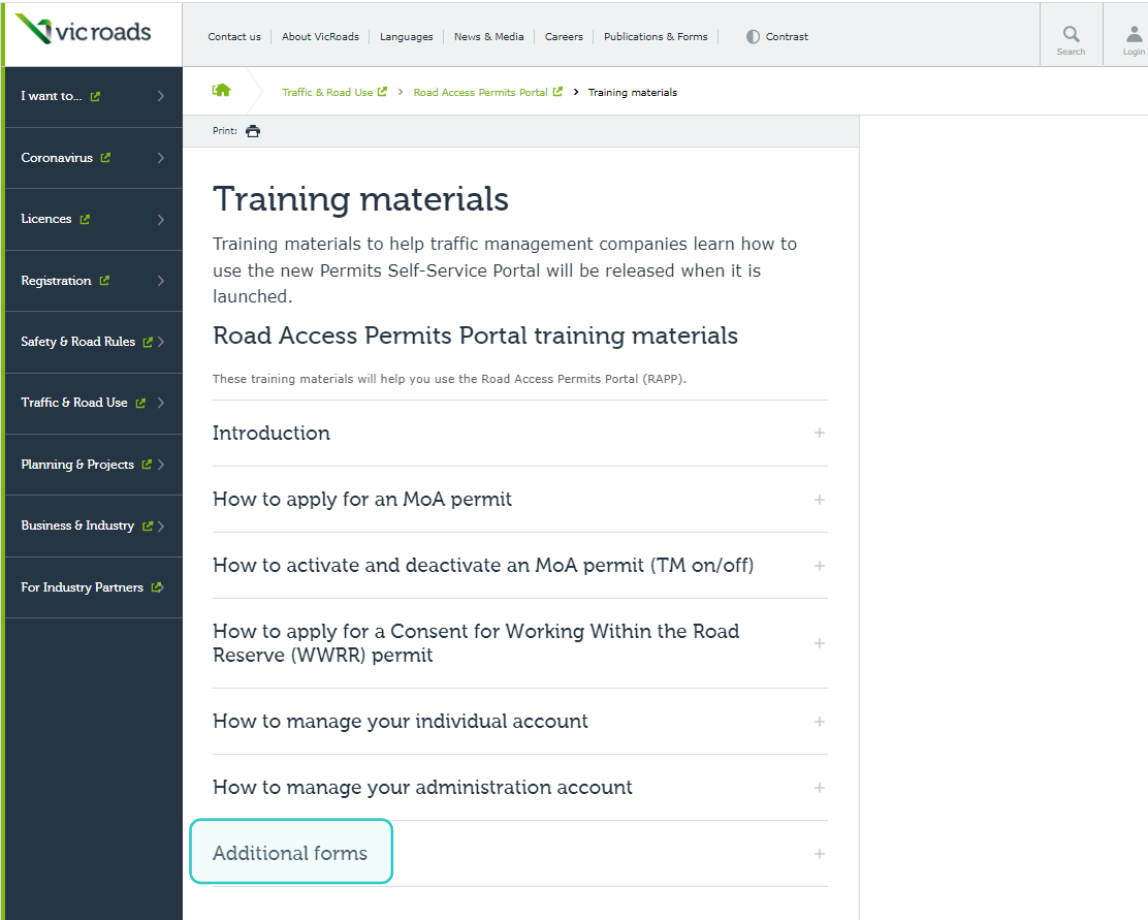 vic roads
Contact us About VicRoads Languages News & Media Careers Publications & Forms Contrast
Search
Login
I want to...
Coronavirus
Licences
Registration
Safety & Road Rules
Traffic & Road Use
Planning & Projects
Business & Industry
For Industry Partners
Traffic & Road Use > Road Access Permits Portal > Training materials
Print:
Training materials
Training materials to help traffic management companies learn how to
use the new Permits Self-Service Portal will be released when it is
launched.
Road Access Permits Portal training materials
These training materials will help you use the Road Access Permits Portal (RAPP).
Introduction +
How to apply for an MoA permit +
How to activate and deactivate an MoA permit (TM on/off) +
How to apply for a Consent for Working Within the Road
Reserve (WWRR) permit +
How to manage your individual account +
How to manage your administration account +
Additional forms +